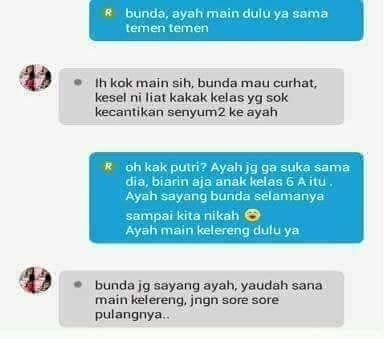 R bunda, ayah main dulu ya sama
temen temen
Ih kok main sih, bunda mau curhat,
kesel ni liat kakak kelas yg sok
kecantikan senyum2 ke ayah
R oh kak putri? Ayah jg ga suka sama
dia, biarin aja anak kelas 6 A itu .
Ayah sayang bunda selamanya
sampai kita nikah 😄
Ayah main kelereng dulu ya
bunda jg sayang ayah, yaudah sana
main kelereng, jngn sore sore
pulangnya..